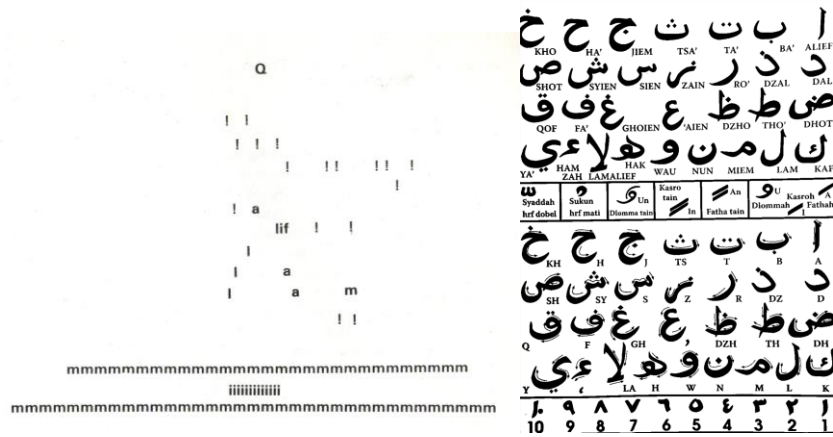 Q
! !
! ! !
! !! !! !
!
! a
lif ! !
l
l a
l a m
! !
mmmmmmmmmmmmmmmmmmmmmmmmmmmmmmmmmmmmmmmm
iiiiiiiiiiii
mmmmmmmmmmmmmmmmmmmmmmmmmmmmmmmmmmmmmmmmmmmmmmmm
ا ب ت ث ج ح خ
KHO HA' JIEM TSA' TA' BA' ALIEF
د ذ ر ز س ش ص
SHOT SYIEN SIEN ZAIN RO' DZAL DAL
ض ط ظ ع غ ف ق
QOF FA' GHOIEN 'AIEN DZHO THO' DHOT
ك ل م ن و ه لا ء ي
YA' HAM ZAH LAMALIEF HAK WAU NUN MIEM LAM KAF
Syaddah hrf dobel
Sukun hrf mati
Un Dlomma tain
Kasro tain In
An Fatha tain
U Dlommah Kasroh I A Fathah
ا ب ت ث ج ح خ
KH H J TS T B A
د ذ ر ز س ش ص
SH SY S Z R DZ D
ض ط ظ ع غ ف ق
Q F GH ' DZH TH DH
ك ل م ن و ه لا ء ي
Y ' LA H W N M L K
١٠ ٩ ٨ ٧ ٦ ٥ ٤ ٣ ٢ ١
10 9 8 7 6 5 4 3 2 1